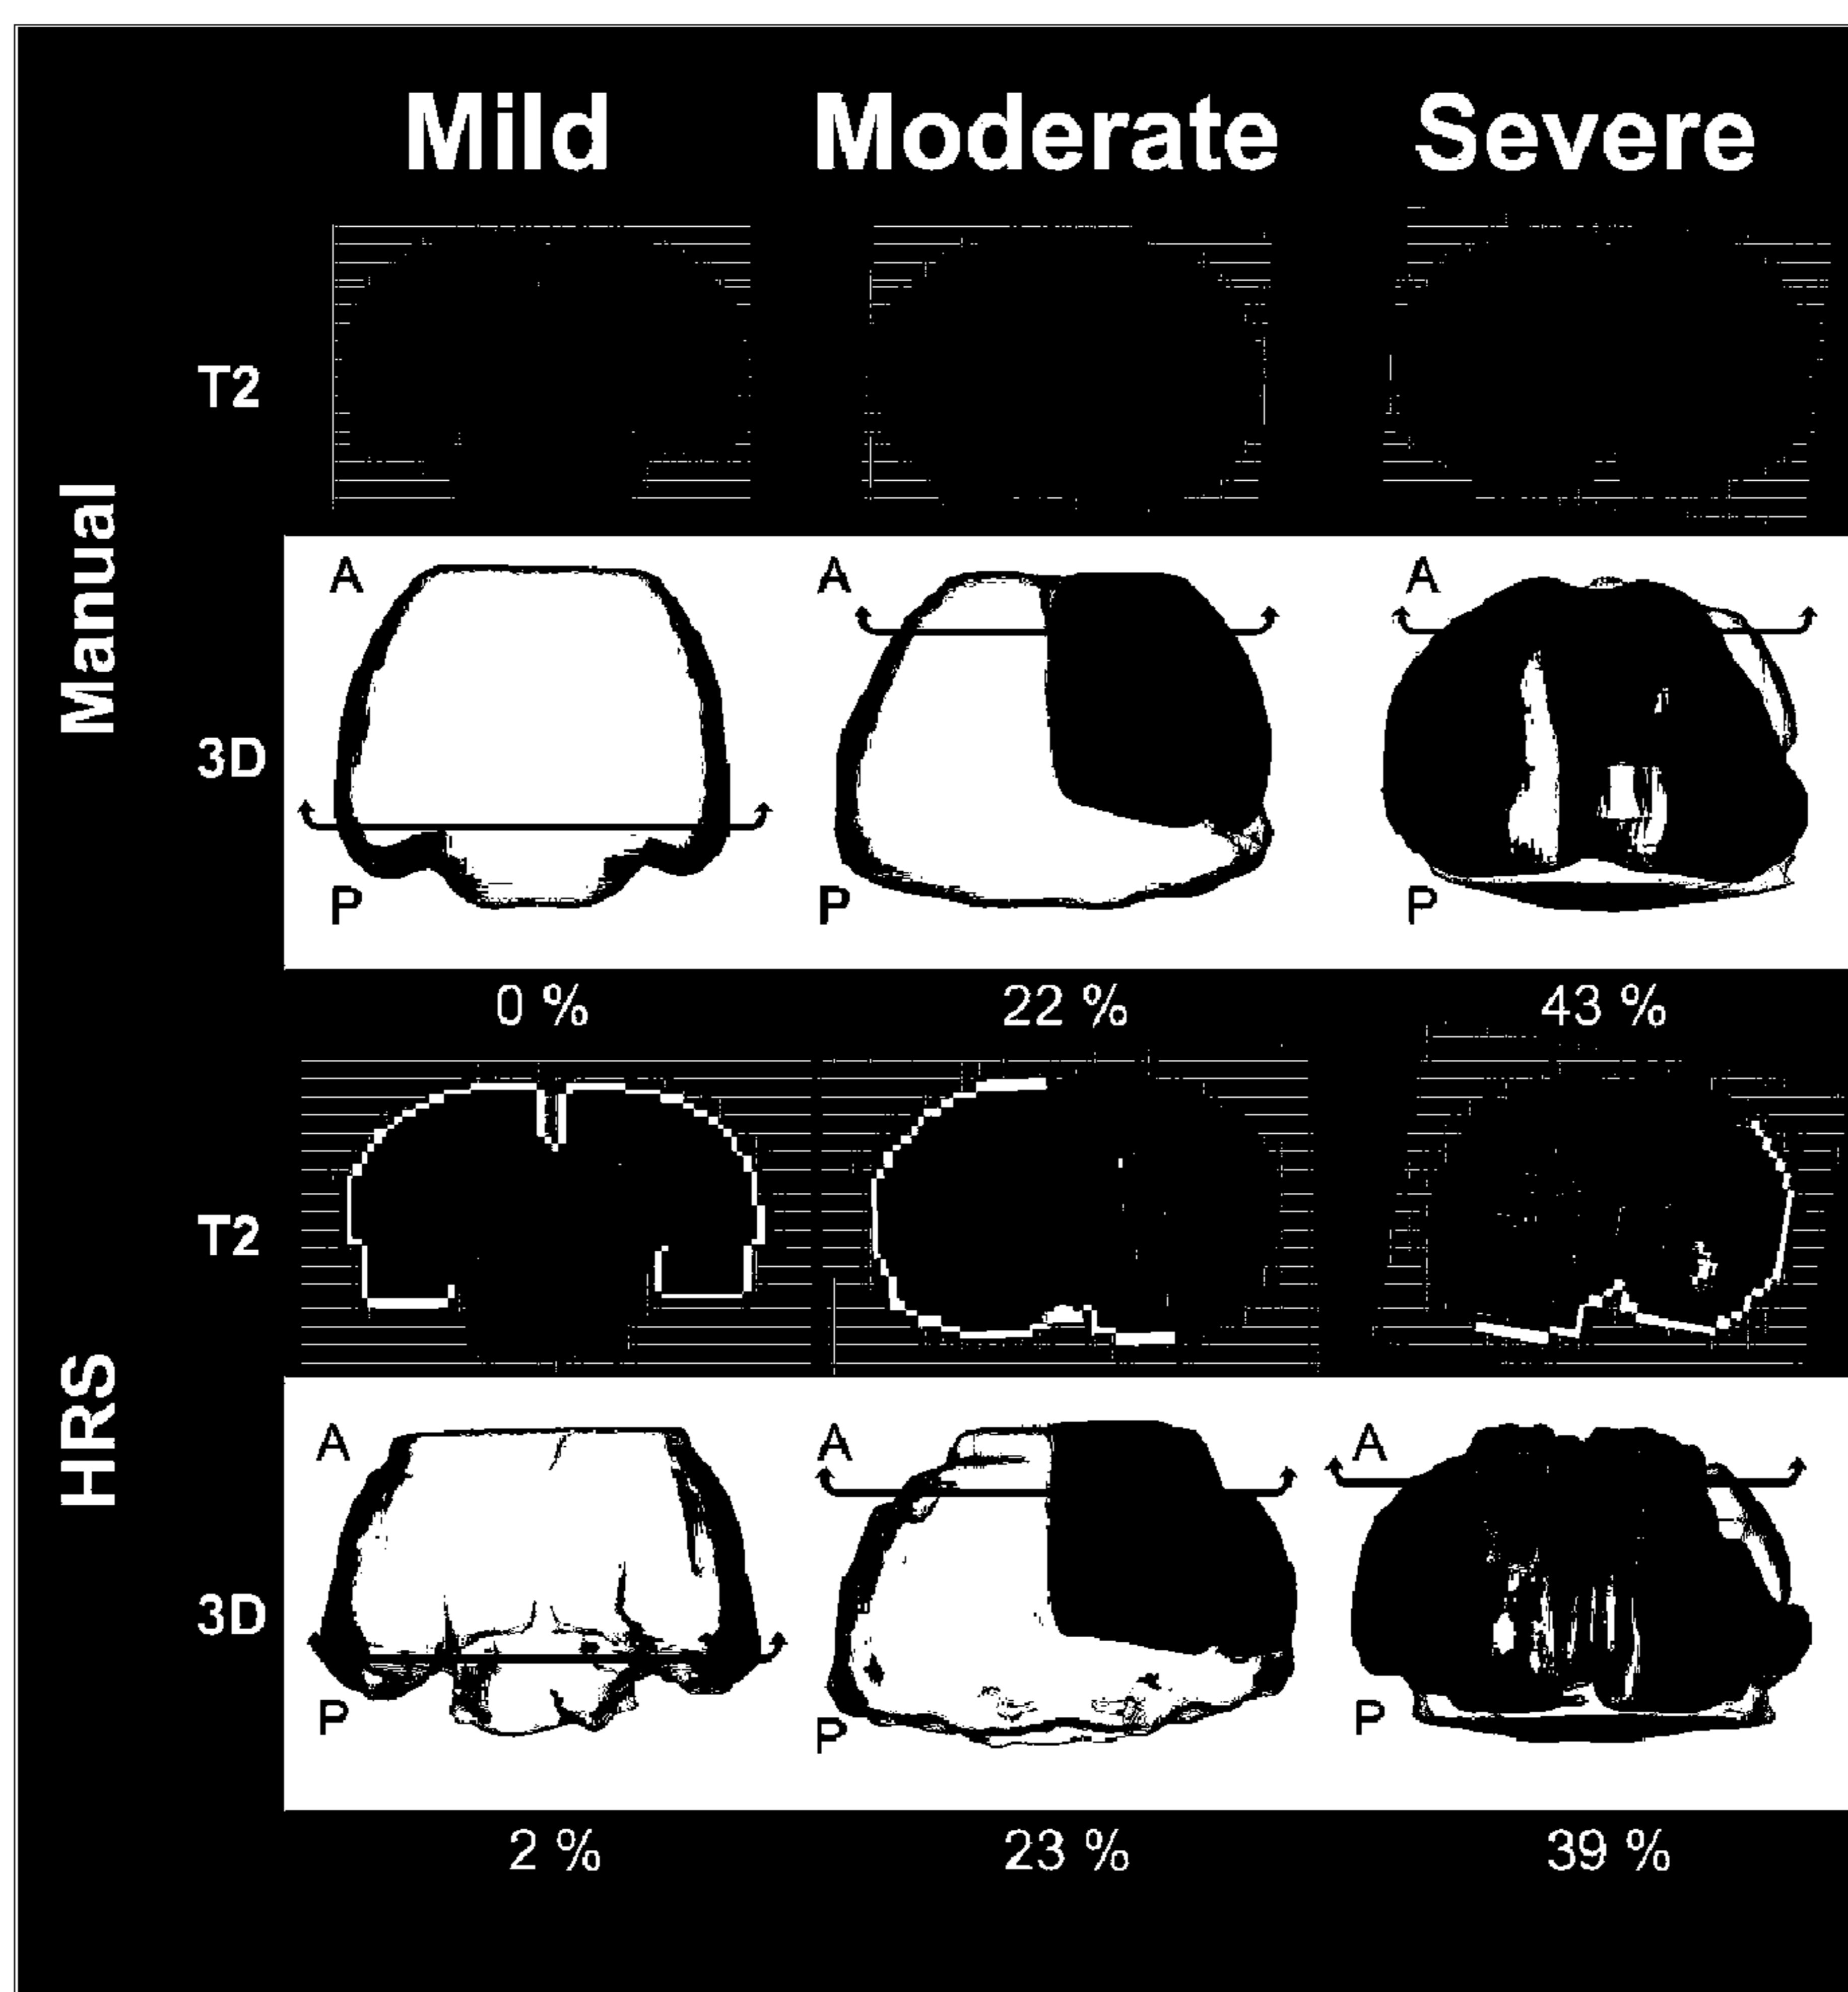 Mild Moderate Severe
Manual
T2
A A A
3D
P P P
0 % 22 % 43 %
HRS
T2
A A A
3D
P P P
2 % 23 % 39 %